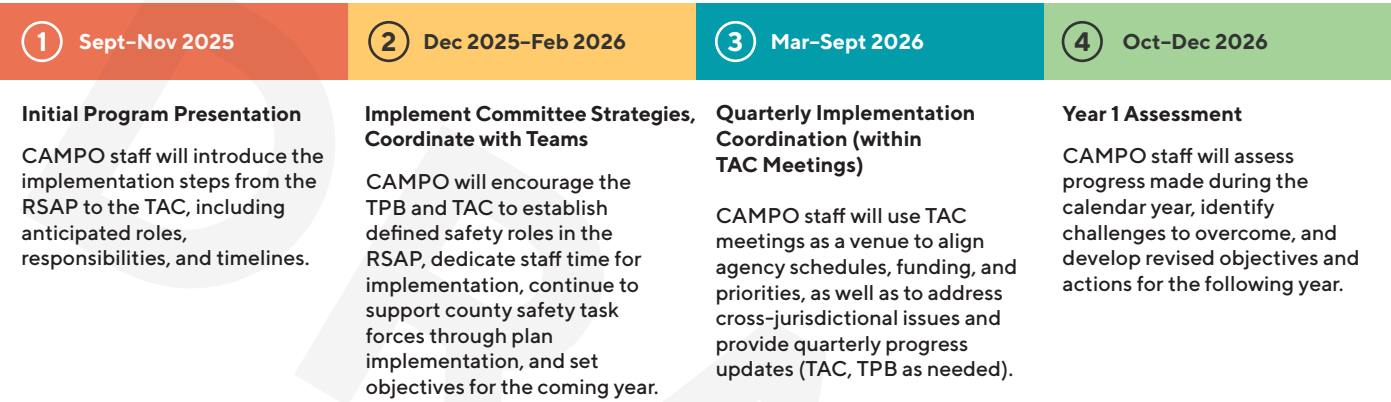 1 Sept–Nov 2025
Initial Program Presentation
CAMPO staff will introduce the
implementation steps from the
RSAP to the TAC, including
anticipated roles,
responsibilities, and timelines.
2 Dec 2025–Feb 2026
Implement Committee Strategies,
Coordinate with Teams
CAMPO will encourage the
TPB and TAC to establish
defined safety roles in the
RSAP, dedicate staff time for
implementation, continue to
support county safety task
forces through plan
implementation, and set
objectives for the coming year.
3 Mar–Sept 2026
Quarterly Implementation
Coordination (within
TAC Meetings)
CAMPO staff will use TAC
meetings as a venue to align
agency schedules, funding, and
priorities, as well as to address
cross-jurisdictional issues and
provide quarterly progress
updates (TAC, TPB as needed).
4 Oct–Dec 2026
Year 1 Assessment
CAMPO staff will assess
progress made during the
calendar year, identify
challenges to overcome, and
develop revised objectives and
actions for the following year.